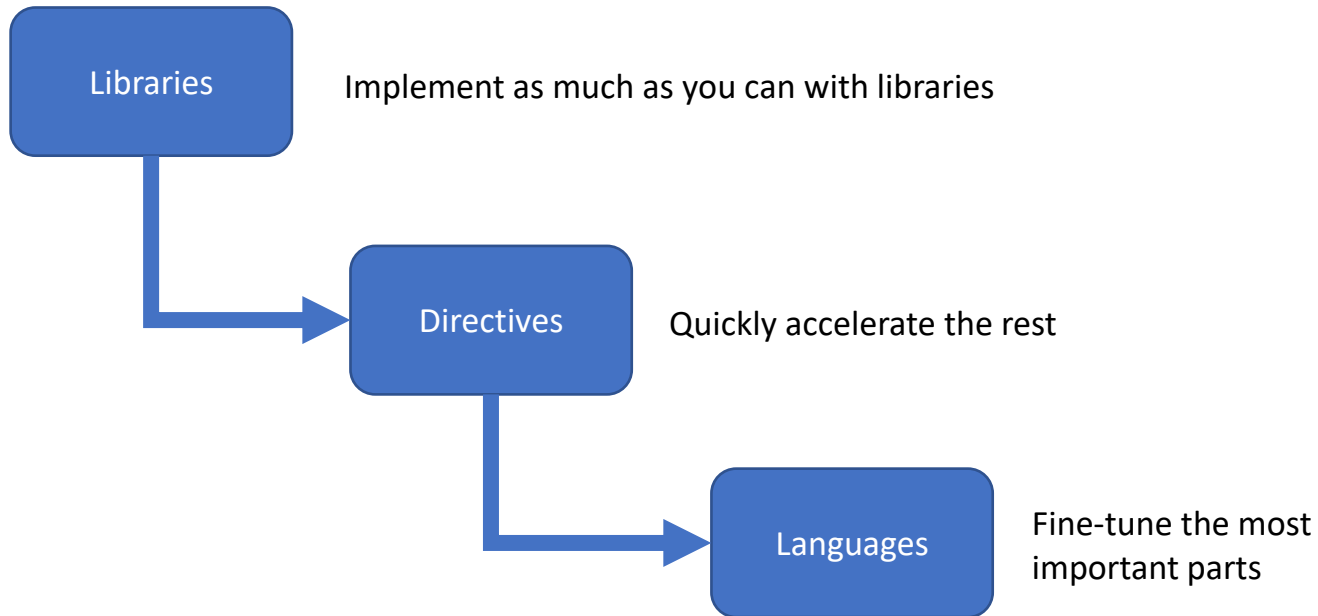 Libraries
Implement as much as you can with libraries
Directives
Quickly accelerate the rest
Languages
Fine-tune the most
important parts